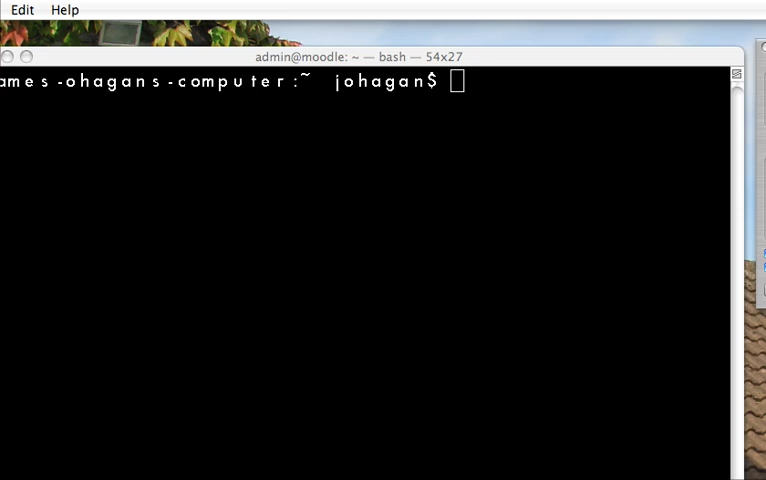 Edit Help
admin@moodle: ~ — bash — 54x27
ames-ohagans-computer:~ johagan$